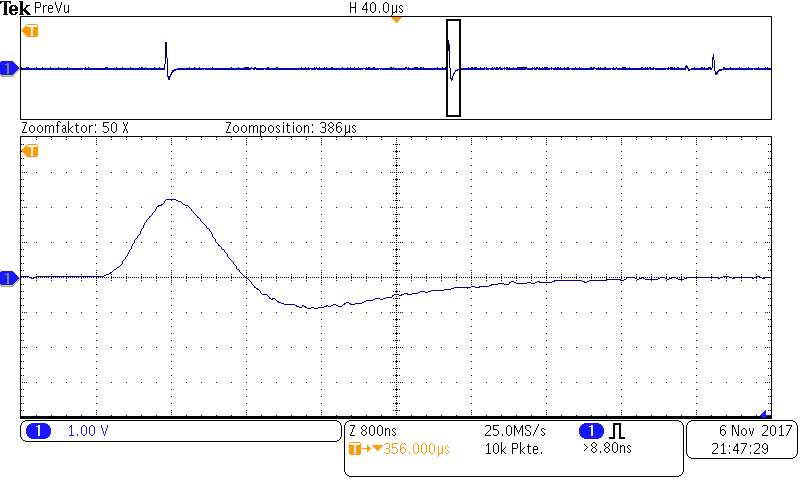 Tek PreVu H 40.0µs
T
1
Zoomfaktor: 50 X Zoomposition: 386µs
T
1
1 1.00 V Z 800ns 25.0MS/s 1 6 Nov 2017
T→▼356.000µs 10k Pkte. >8.80ns 21:47:29